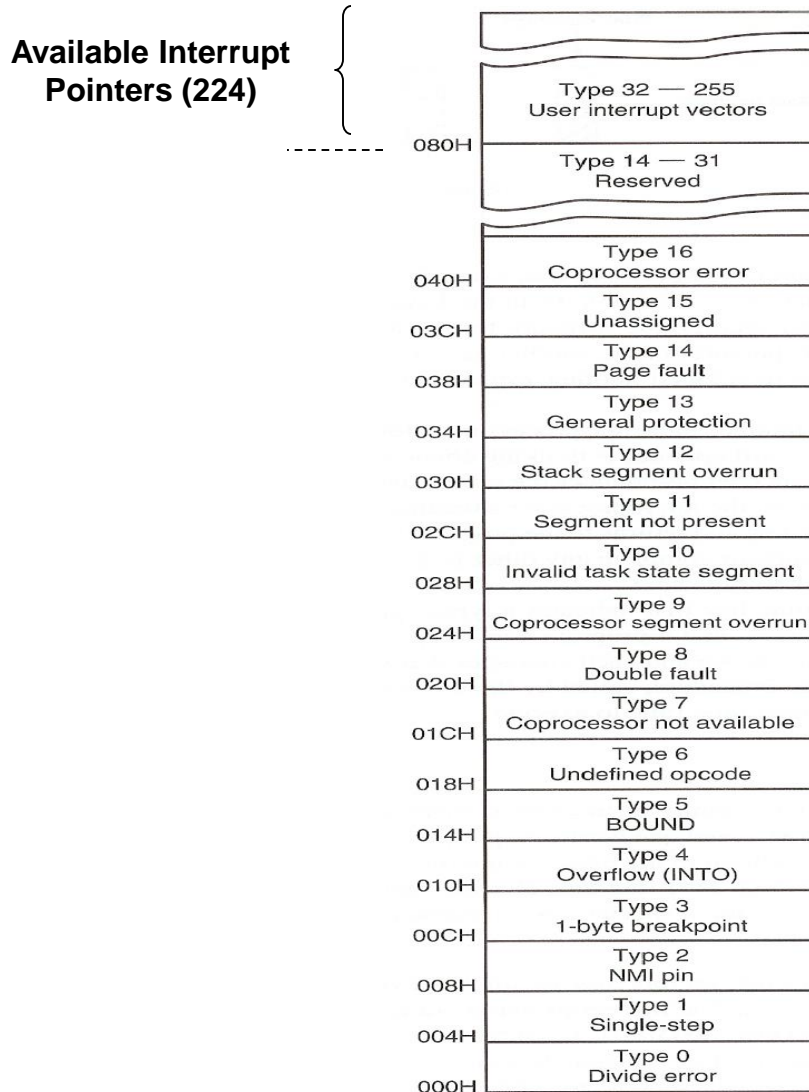 Available Interrupt
Pointers (224)
Type 32 — 255
User interrupt vectors
080H
Type 14 — 31
Reserved
Type 16
Coprocessor error
040H
Type 15
Unassigned
03CH
Type 14
Page fault
038H
Type 13
General protection
034H
Type 12
Stack segment overrun
030H
Type 11
Segment not present
02CH
Type 10
Invalid task state segment
028H
Type 9
Coprocessor segment overrun
024H
Type 8
Double fault
020H
Type 7
Coprocessor not available
01CH
Type 6
Undefined opcode
018H
Type 5
BOUND
014H
Type 4
Overflow (INTO)
010H
Type 3
1-byte breakpoint
00CH
Type 2
NMI pin
008H
Type 1
Single-step
004H
Type 0
Divide error
000H